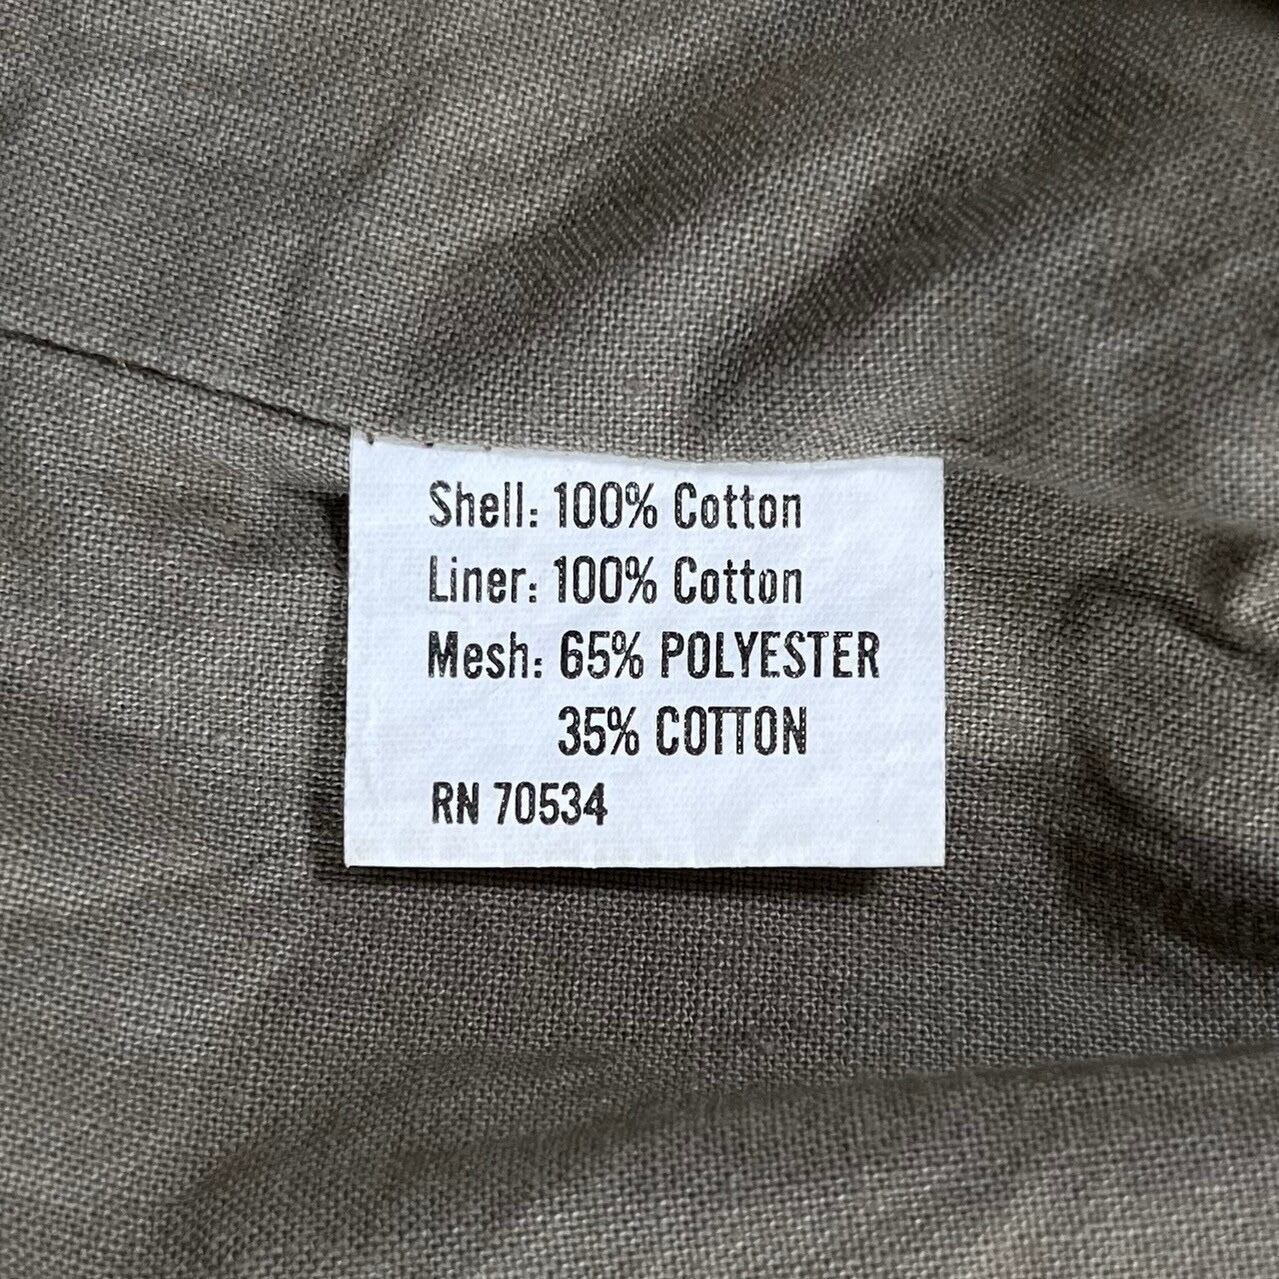 Shell: 100% Cotton
Liner: 100% Cotton
Mesh: 65% POLYESTER
35% COTTON
RN 70534